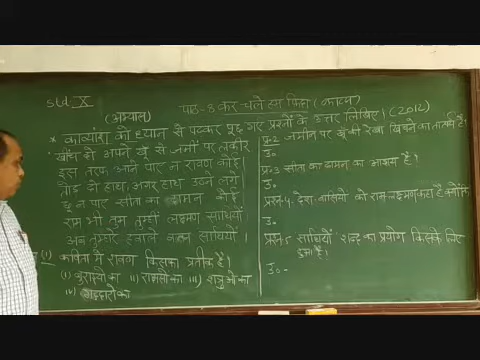 Std. X
पाठ-8 कर चले हम फिदा (काव्य)
(अभ्यास)
* काव्यांश को ध्यान से पढ़कर पूछे गए प्रश्नों के उत्तर लिखिए। (2016)
खींच दो अपने खूँ से जमीं पर लकीर
इस तरफ आने पाए न रावण कोई
तोड़ दो हाथ अगर हाथ उठने लगे
छू न पाए सीता का दामन कोई
राम भी तुम तुम्हीं लक्ष्मण साथियों
अब तुम्हारे हवाले वतन साथियों।
(1) कविता में रावण किसका प्रतीक है।
(i) का ii) का iii) शत्रुओं का
iv) गद्दारों का
प्र.2 जमीन पर खूँ की रेखा खिंचने का तात्पर्य है।
उ=
प्र.3 सीता का दामन का आशय है।
उ=
प्रश्न.4. देशवासियों को राम लक्ष्मण कहा है क्योंकि
उ=
प्रश्न.5 साथियों शब्द का प्रयोग किसके लिए
हुआ है।
उ० -